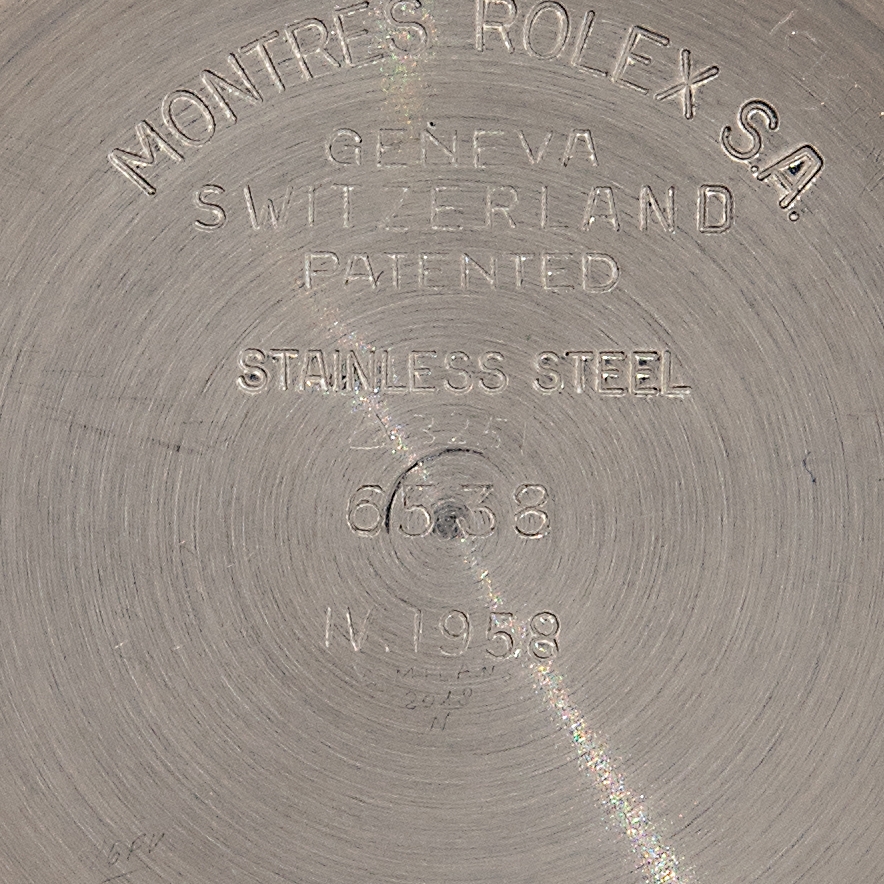 MONTRES ROLEX S.A.
GENEVA
SWITZERLAND
PATENTED
STAINLESS STEEL
6538
IV.1958